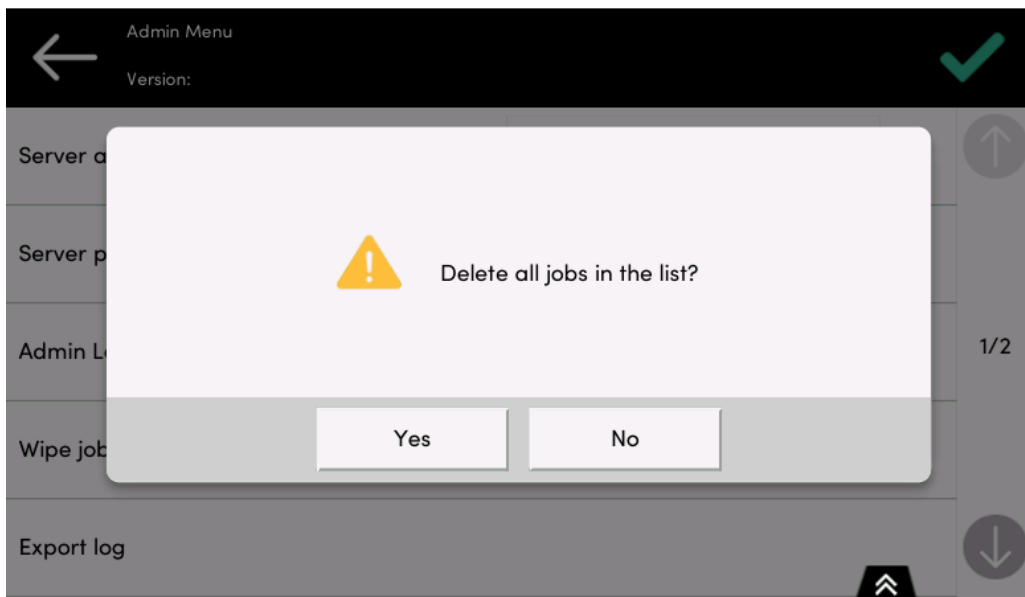 Admin Menu
Version:
Server a
Server p
Delete all jobs in the list?
1/2
Admin L
Yes
No
Wipe job
Export log